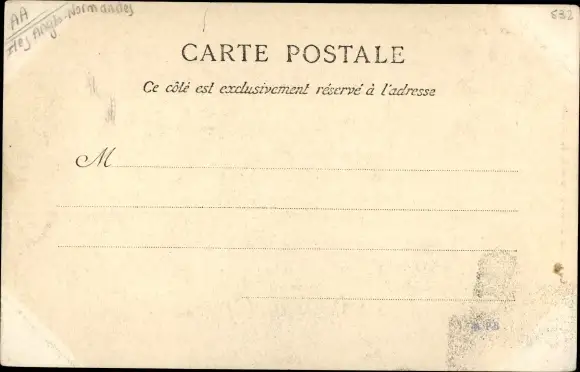 AA
Iles Anglo-Normandes
532
CARTE POSTALE
Ce côté est exclusivement réservé à l'adresse
M